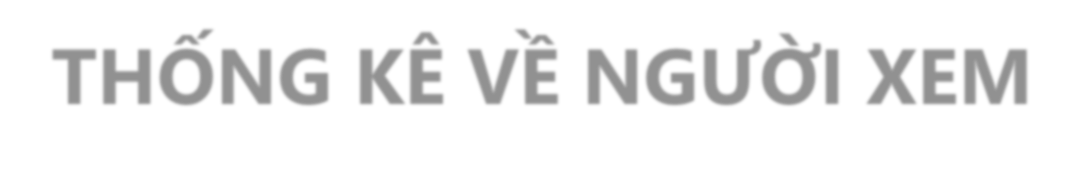 THỐNG KÊ VỀ NGƯỜI XEM